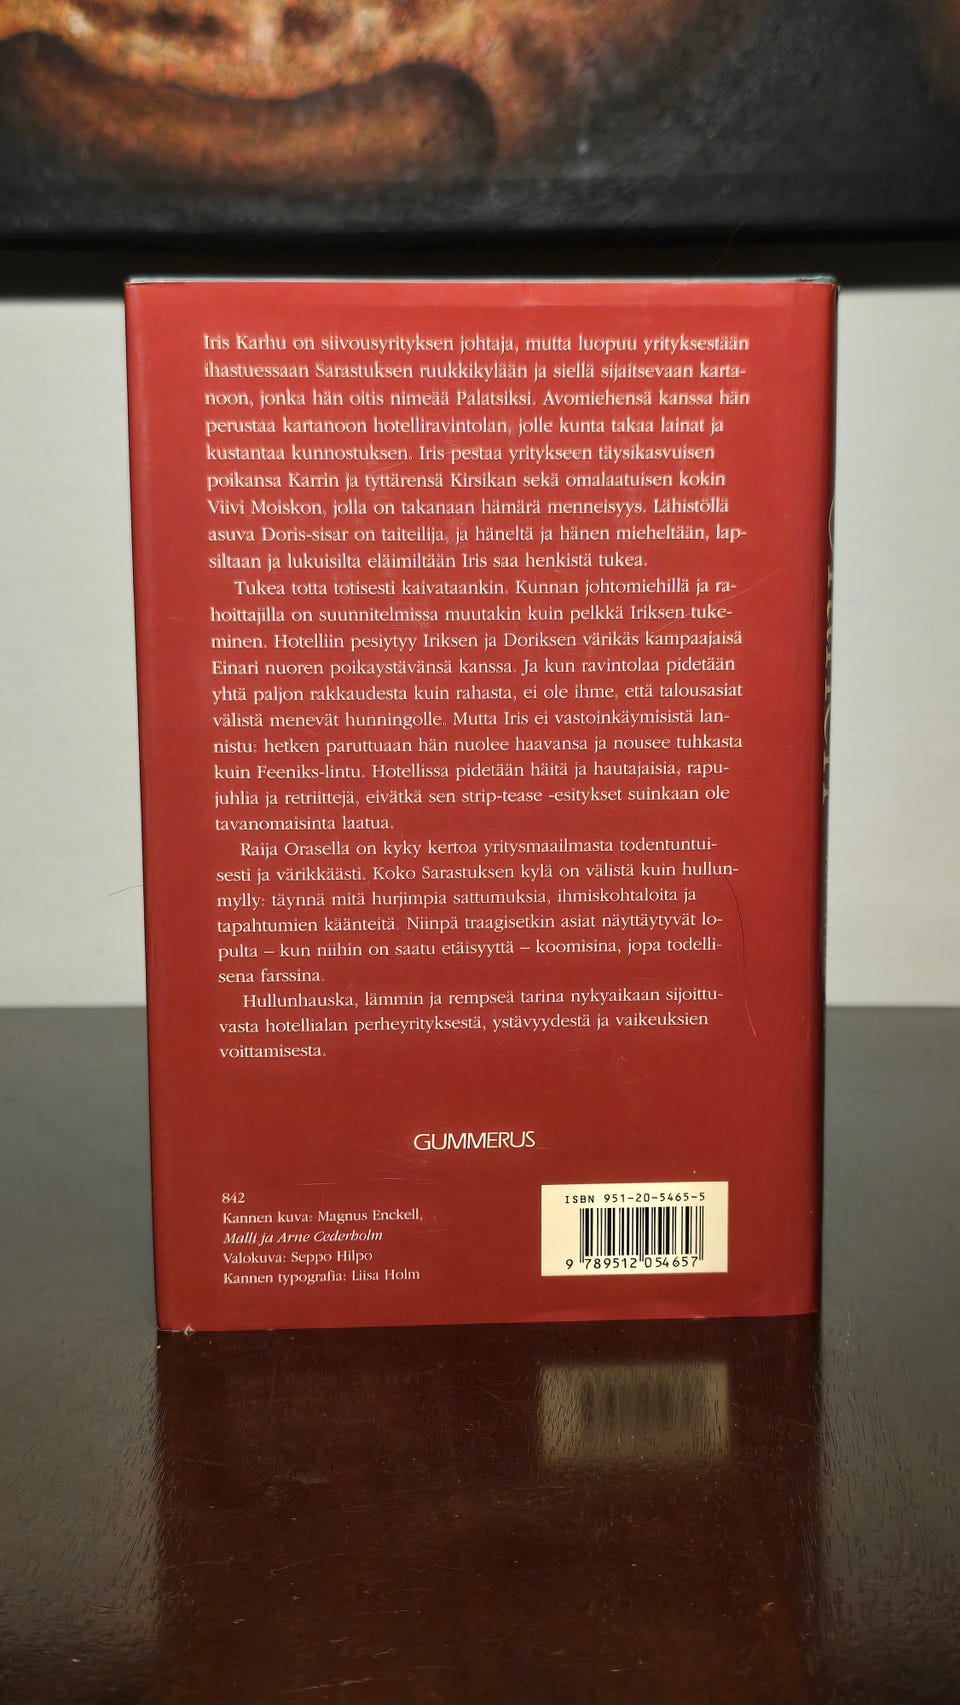 Iris Karhu on siivousyrityksen johtaja, mutta luopuu yrityksestään
ihastuessaan Sarastuksen ruukkikylään ja siellä sijaitsevaan karta-
noon, jonka hän oitis nimeää Palatsiksi. Avomiehensä kanssa hän
perustaa kartanoon hotelliravintolan, jolle kunta takaa lainat ja
kustantaa kunnostuksen. Iris pestaa yritykseen täysikasvuisen
poikansa Karrin ja tyttärensä Kirsikan sekä omalaatuisen kokin
Viivi Moiskon, jolla on takanaan hämärä menneisyys. Lähistöllä
asuva Doris-sisar on taiteilija, ja häneltä ja hänen mieheltään, lap-
siltaan ja lukuisilta eläimiltään Iris saa henkistä tukea.
Tukea totta totisesti kaivataankin. Kunnan johtomiehillä ja ra-
hoittajilla on suunnitelmissa muutakin kuin pelkkä Iriksen tuke-
minen. Hotelliin pesiytyy Iriksen ja Doriksen värikäs kampaajaisä
Einari nuoren poikaystävänsä kanssa. Ja kun ravintolaa pidetään
yhtä paljon rakkaudesta kuin rahasta, ei ole ihme, että talousasiat
välistä menevät hunningolle. Mutta Iris ei vastoinkäymisistä lan-
nistu: hetken paruttuaan hän nuolee haavansa ja nousee tuhkasta
kuin Feeniks-lintu. Hotellissa pidetään häitä ja hautajaisia, rapu-
juhlia ja retriittejä, eivätkä sen strip-tease -esitykset suinkaan ole
tavanomaisinta laatua.
Raija Orasella on kyky kertoa yritysmaailmasta todentuntui-
sesti ja värikkäästi. Koko Sarastuksen kylä on välistä kuin hullun-
mylly: täynnä mitä hurjimpia sattumuksia, ihmiskohtaloita ja
tapahtumien käänteitä. Niinpä traagisetkin asiat näyttäytyvät lo-
pulta – kun niihin on saatu etäisyyttä – koomisina, jopa todelli-
sena farssina.
Hullunhauska, lämmin ja rempseä tarina nykyaikaan sijoittu-
vasta hotellialan perheyrityksestä, ystävyydestä ja vaikeuksien
voittamisesta.
GUMMERUS
842
Kannen kuva: Magnus Enckell,
Malli ja Arne Cederholm
Valokuva: Seppo Hilpo
Kannen typografia: Liisa Holm
ISBN 951-20-5465-5
9 789512 054657